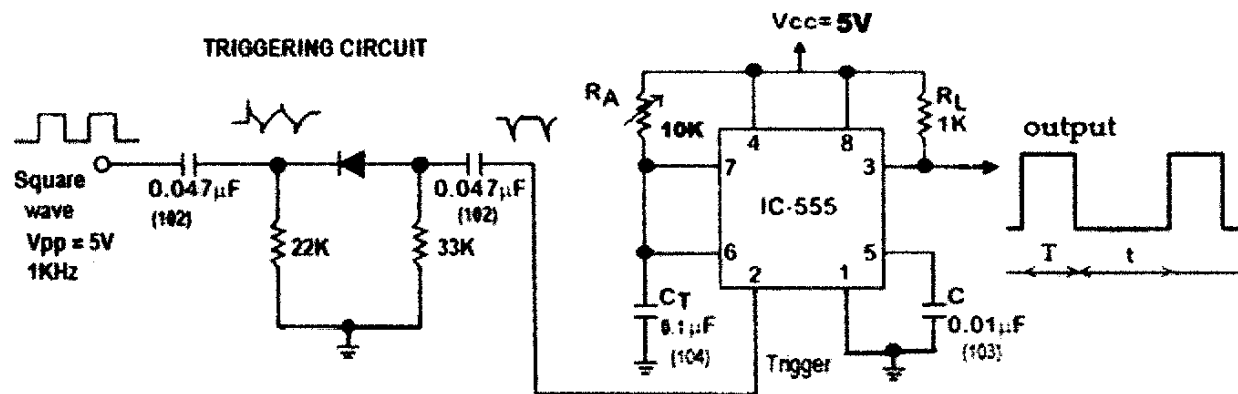 TRIGGERING CIRCUIT
Square
wave
Vpp = 5V
1KHz
0.047µF
(102)
22K
33K
0.047µF
(102)
Vcc= 5V
RA
10K
RL
1K
4
8
7
3
IC-555
6
5
2
1
CT
0.1µF
(104)
Trigger
C
0.01µF
(103)
output
T
t